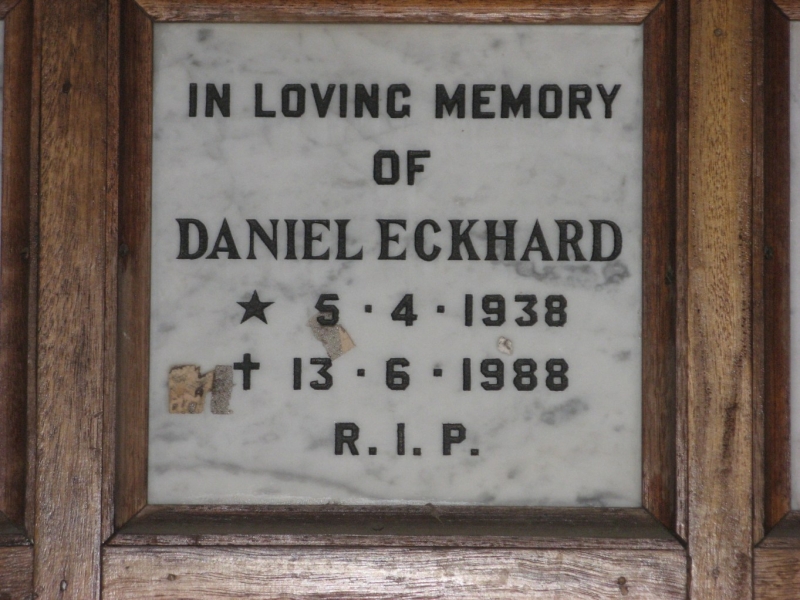 IN LOVING MEMORY
OF
DANIEL ECKHARD
★ 5 · 4 · 1938
✝ 13 · 6 · 1988
R. I. P.